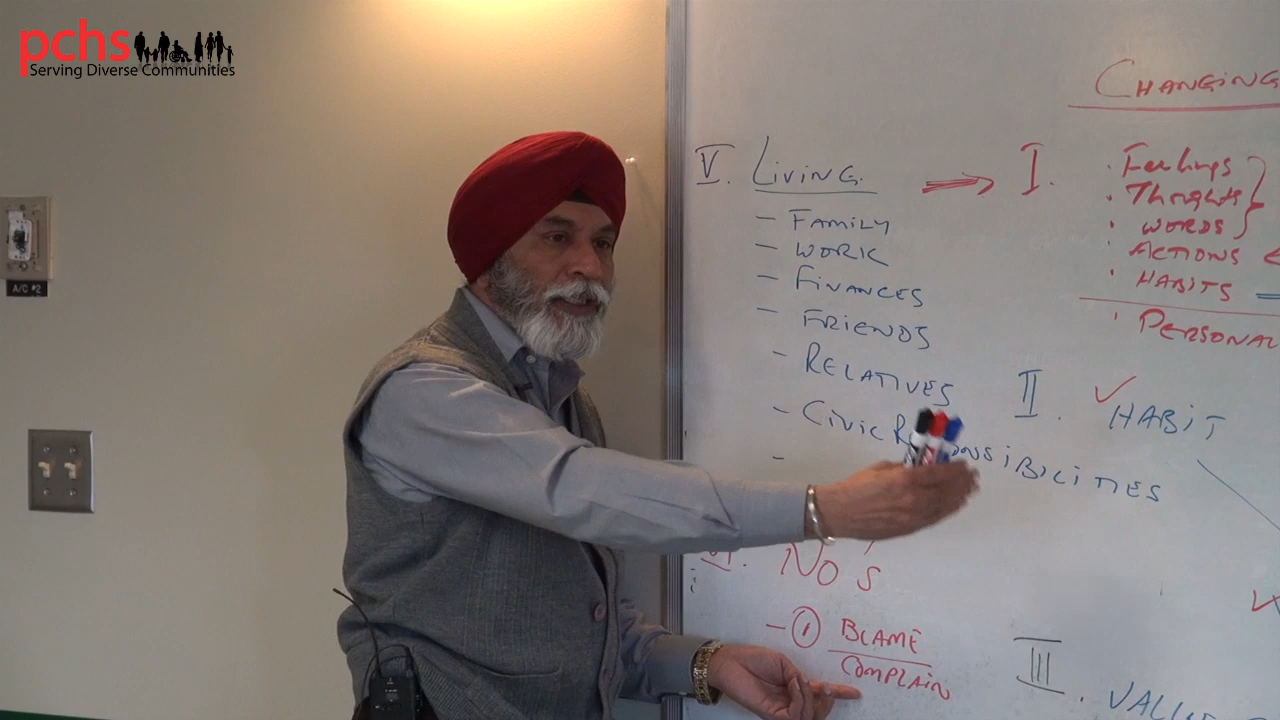 pchs
Serving Diverse Communities
A/C #2
CHANGING
V. LIVING
- FAMILY
- WORK
- FINANCES
- FRIENDS
- RELATIVES
- CIVIC
I.
. Feelings
. Thoughts
. WORDS
. ACTIONS
. HABITS
. PERSONAL
II. ✓ HABIT
VI. NO'S
- ① BLAME
COMPLAIN
III.